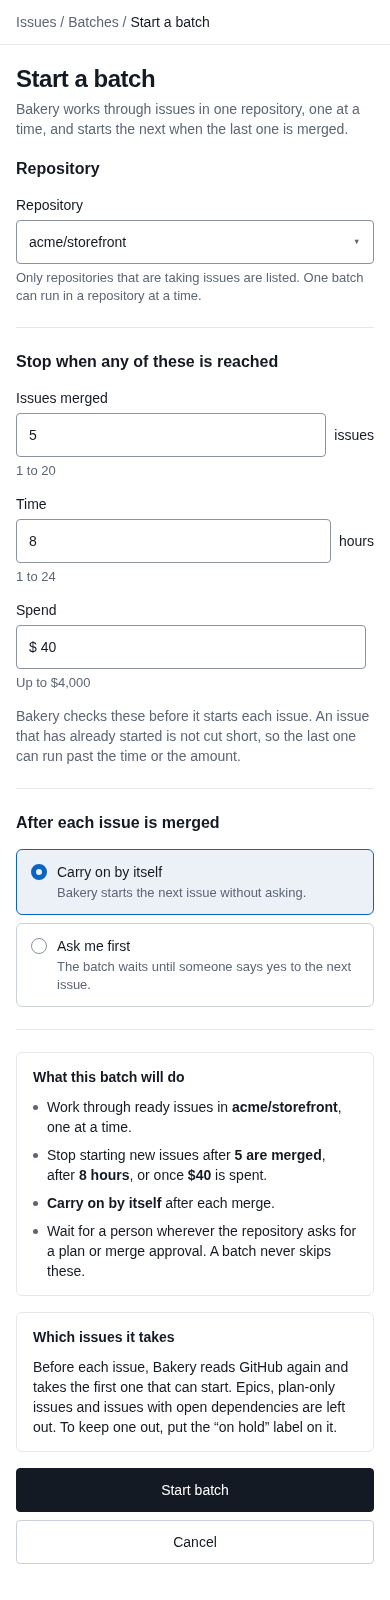 Issues / Batches / Start a batch
Start a batch
Bakery works through issues in one repository, one at a
time, and starts the next when the last one is merged.
Repository
Repository
acme/storefront
Only repositories that are taking issues are listed. One batch
can run in a repository at a time.
Stop when any of these is reached
Issues merged
5 issues
1 to 20
Time
8 hours
1 to 24
Spend
$ 40
Up to $4,000
Bakery checks these before it starts each issue. An issue
that has already started is not cut short, so the last one
can run past the time or the amount.
After each issue is merged
Carry on by itself
Bakery starts the next issue without asking.
Ask me first
The batch waits until someone says yes to the next
issue.
What this batch will do
Work through ready issues in acme/storefront,
one at a time.
Stop starting new issues after 5 are merged,
after 8 hours, or once $40 is spent.
Carry on by itself after each merge.
Wait for a person wherever the repository asks for
a plan or merge approval. A batch never skips
these.
Which issues it takes
Before each issue, Bakery reads GitHub again and
takes the first one that can start. Epics, plan-only
issues and issues with open dependencies are left
out. To keep one out, put the “on hold” label on it.
Start batch
Cancel